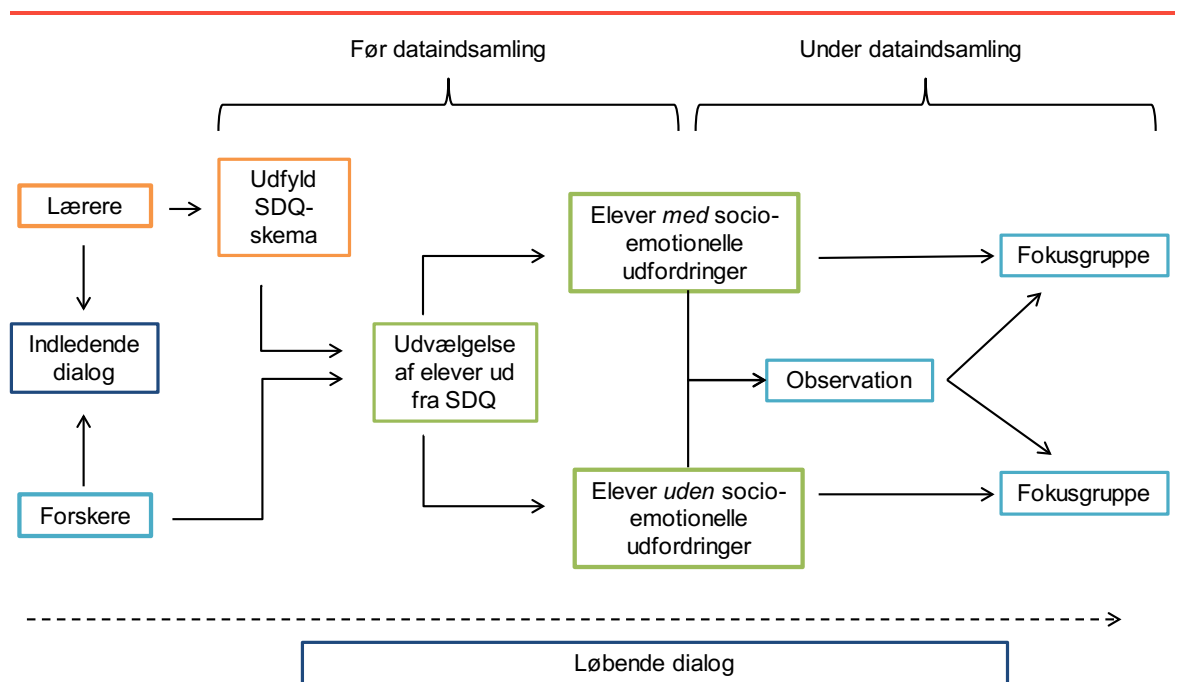 Før dataindsamling
Under dataindsamling
Lærere
Udfyld
SDQ-
skema
Indledende
dialog
Forskere
Udvælgelse
af elever ud
fra SDQ
Elever med socio-
emotionelle
udfordringer
Observation
Elever uden socio-
emotionelle
udfordringer
Fokusgruppe
Fokusgruppe
Løbende dialog